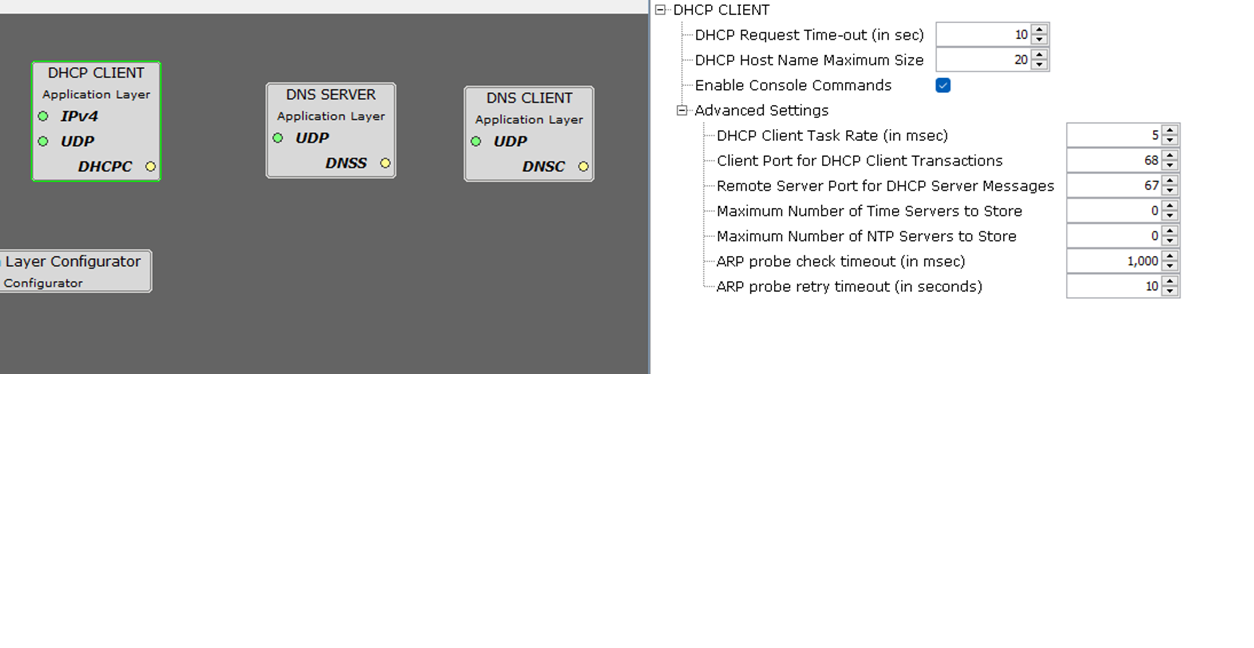 DHCP CLIENT
Application Layer
IPv4
UDP
DHCPC
DNS SERVER
Application Layer
UDP
DNSS
DNS CLIENT
Application Layer
UDP
DNSC
Layer Configurator
Configurator
DHCP CLIENT
DHCP Request Time-out (in sec) 10
DHCP Host Name Maximum Size 20
Enable Console Commands
Advanced Settings
DHCP Client Task Rate (in msec) 5
Client Port for DHCP Client Transactions 68
Remote Server Port for DHCP Server Messages 67
Maximum Number of Time Servers to Store 0
Maximum Number of NTP Servers to Store 0
ARP probe check timeout (in msec) 1,000
ARP probe retry timeout (in seconds) 10